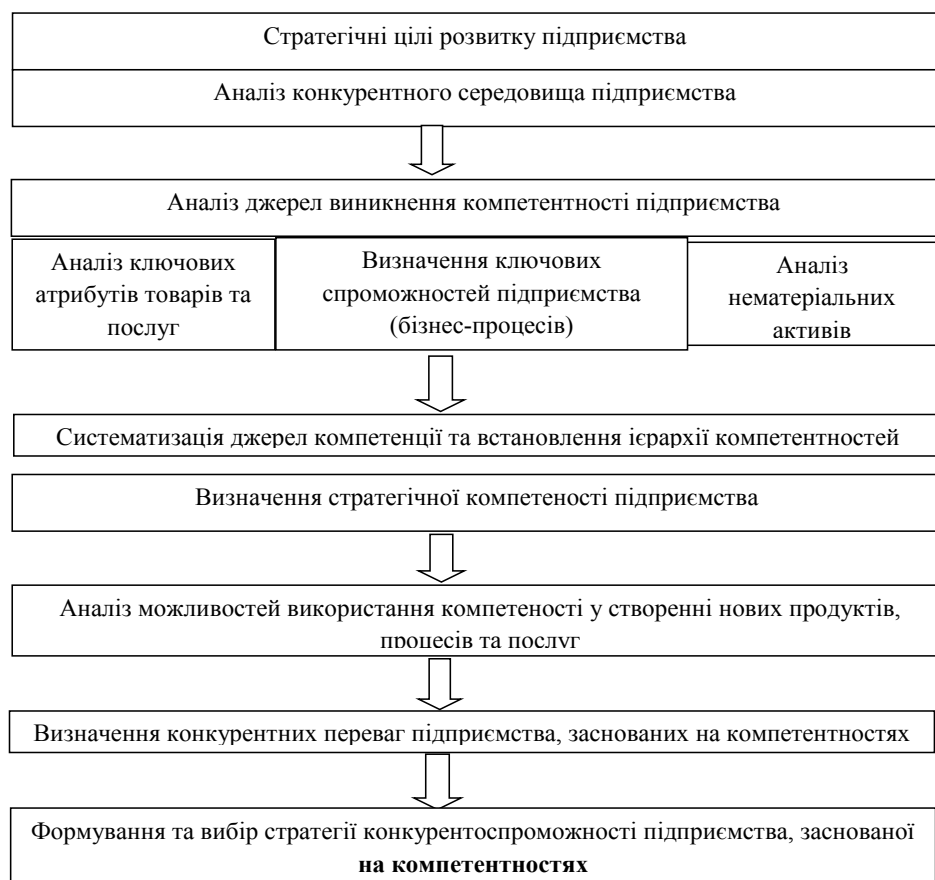 Стратегічні цілі розвитку підприємства
Аналіз конкурентного середовища підприємства
Аналіз джерел виникнення компетентності підприємства
Аналіз ключових
атрибутів товарів та
послуг
Визначення ключових
спроможностей підприємства
(бізнес-процесів)
Аналіз
нематеріальних
активів
Систематизація джерел компетенції та встановлення ієрархії компетентностей
Визначення стратегічної компетеності підприємства
Аналіз можливостей використання компетеності у створенні нових продуктів,
процесів та послуг
Визначення конкурентних переваг підприємства, заснованих на компетентностях
Формування та вибір стратегії конкурентоспроможності підприємства, заснованої
на компетентностях